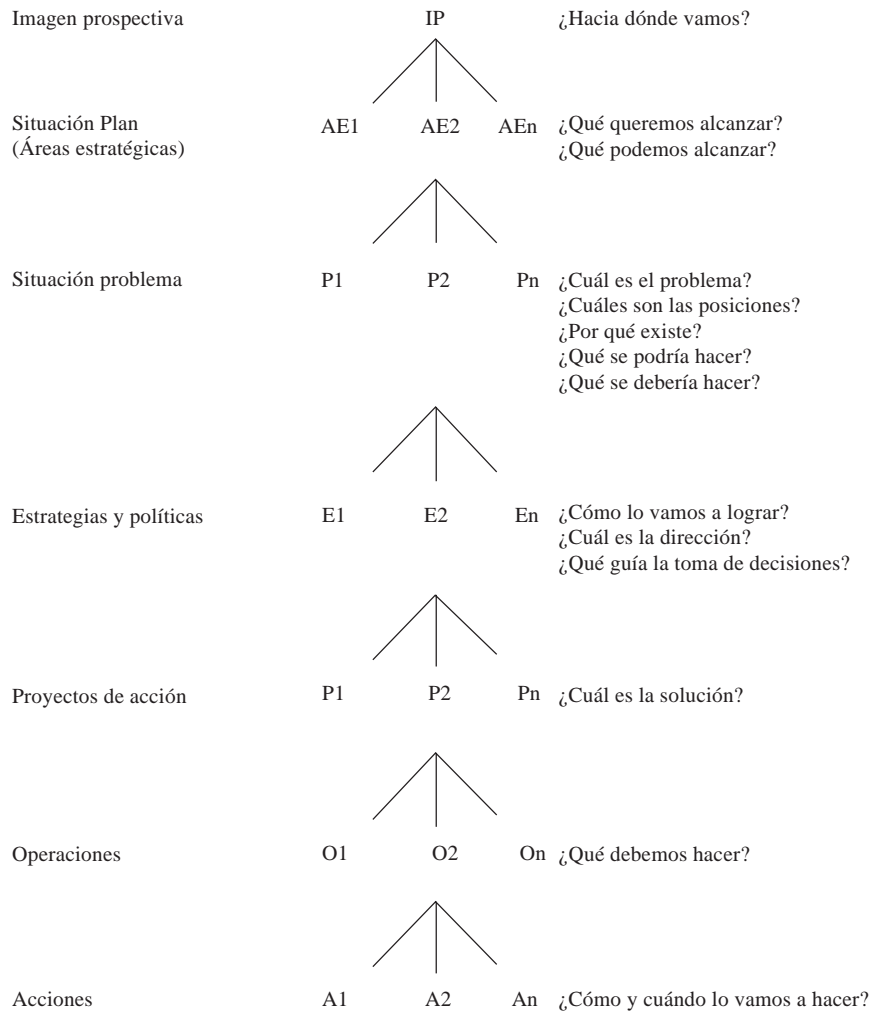 Imagen prospectiva IP ¿Hacia dónde vamos?
Situación Plan AE1 AE2 AEn ¿Qué queremos alcanzar?
(Áreas estratégicas) ¿Qué podemos alcanzar?
Situación problema P1 P2 Pn ¿Cuál es el problema?
¿Cuáles son las posiciones?
¿Por qué existe?
¿Qué se podría hacer?
¿Qué se debería hacer?
Estrategias y políticas E1 E2 En ¿Cómo lo vamos a lograr?
¿Cuál es la dirección?
¿Qué guía la toma de decisiones?
Proyectos de acción P1 P2 Pn ¿Cuál es la solución?
Operaciones O1 O2 On ¿Qué debemos hacer?
Acciones A1 A2 An ¿Cómo y cuándo lo vamos a hacer?